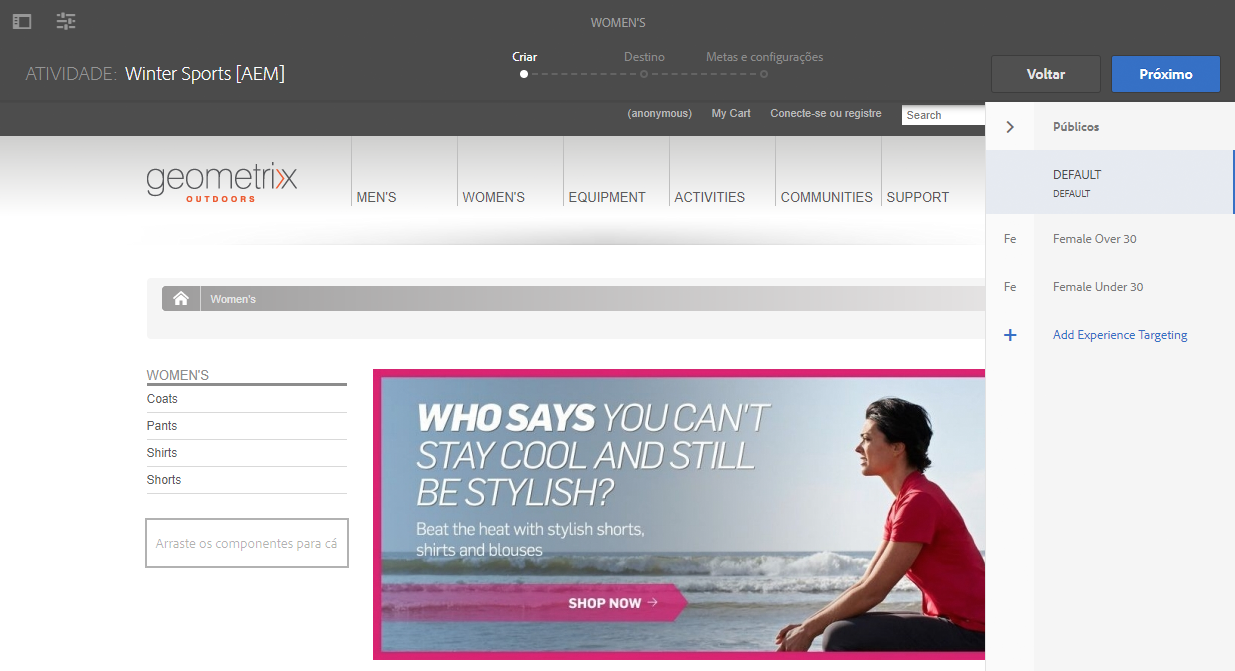 WOMEN'S
ATIVIDADE: Winter Sports [AEM]
Criar
Destino
Metas e configurações
Voltar
Próximo
(anonymous)
My Cart
Conecte-se ou registre
Search
geometrixx
OUTDOORS
MEN'S
WOMEN'S
EQUIPMENT
ACTIVITIES
COMMUNITIES
SUPPORT
Women's
WOMEN'S
Coats
Pants
Shirts
Shorts
Arraste os componentes para cá
WHO SAYS YOU CAN'T
STAY COOL AND STILL
BE STYLISH?
Beat the heat with stylish shorts,
shirts and blouses
SHOP NOW →
Públicos
DEFAULT
DEFAULT
Fe
Female Over 30
Fe
Female Under 30
+
Add Experience Targeting